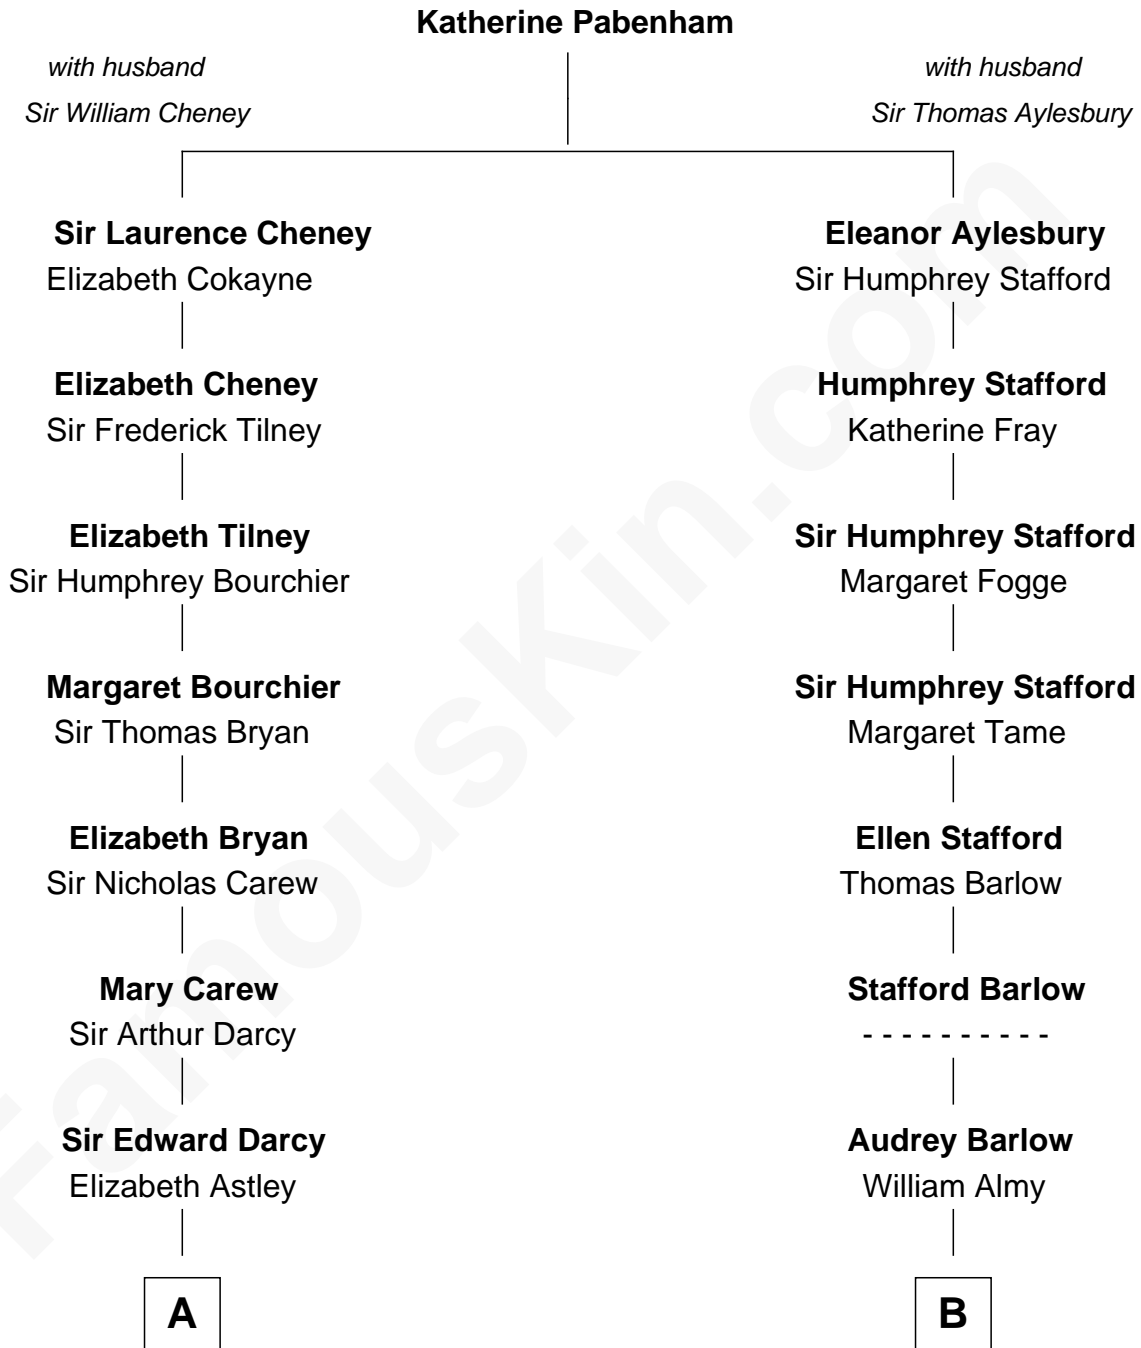 Katherine Pabenham
with husband
Sir William Cheney
with husband
Sir Thomas Aylesbury
Sir Laurence Cheney
Elizabeth Cokayne
Eleanor Aylesbury
Sir Humphrey Stafford
Elizabeth Cheney
Sir Frederick Tilney
Humphrey Stafford
Katherine Fray
Elizabeth Tilney
Sir Humphrey Bourchier
Sir Humphrey Stafford
Margaret Fogge
Margaret Bourchier
Sir Thomas Bryan
Sir Humphrey Stafford
Margaret Tame
Elizabeth Bryan
Sir Nicholas Carew
Ellen Stafford
Thomas Barlow
Mary Carew
Sir Arthur Darcy
Stafford Barlow
- - - - - - - - - -
Sir Edward Darcy
Elizabeth Astley
Audrey Barlow
William Almy
A
B
FamousKin.com